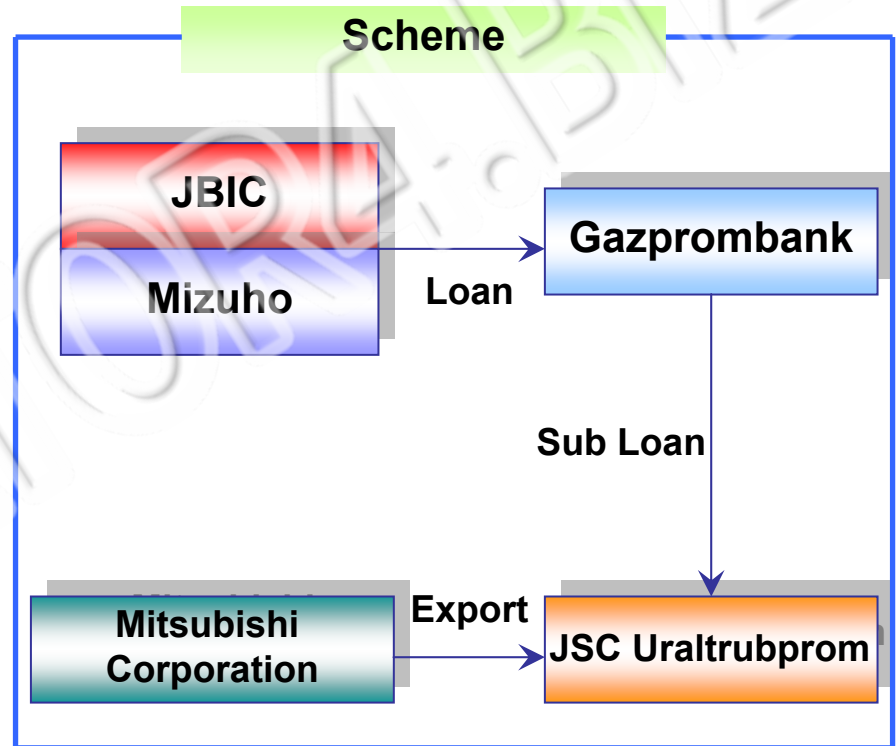 Scheme
JBIC
Mizuho
Loan
Gazprombank
Sub Loan
Mitsubishi
Corporation
Export
JSC Uraltrubprom